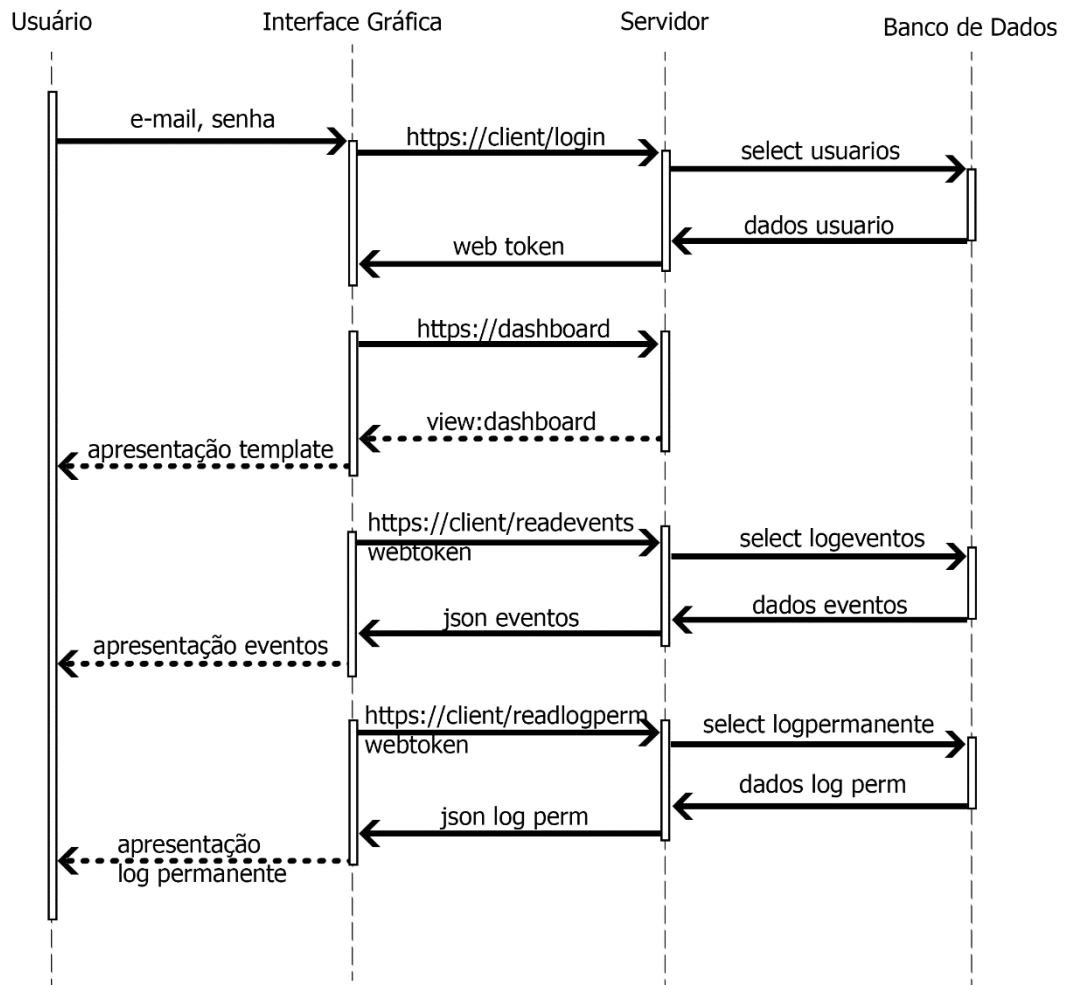 Usuário
Interface Gráfica
Servidor
Banco de Dados
e-mail, senha
https://client/login
select usuarios
dados usuario
web token
https://dashboard
view:dashboard
apresentação template
https://client/readevents
webtoken
select logeventos
dados eventos
json eventos
apresentação eventos
https://client/readlogperm
webtoken
select logpermanente
dados log perm
json log perm
apresentação
log permanente